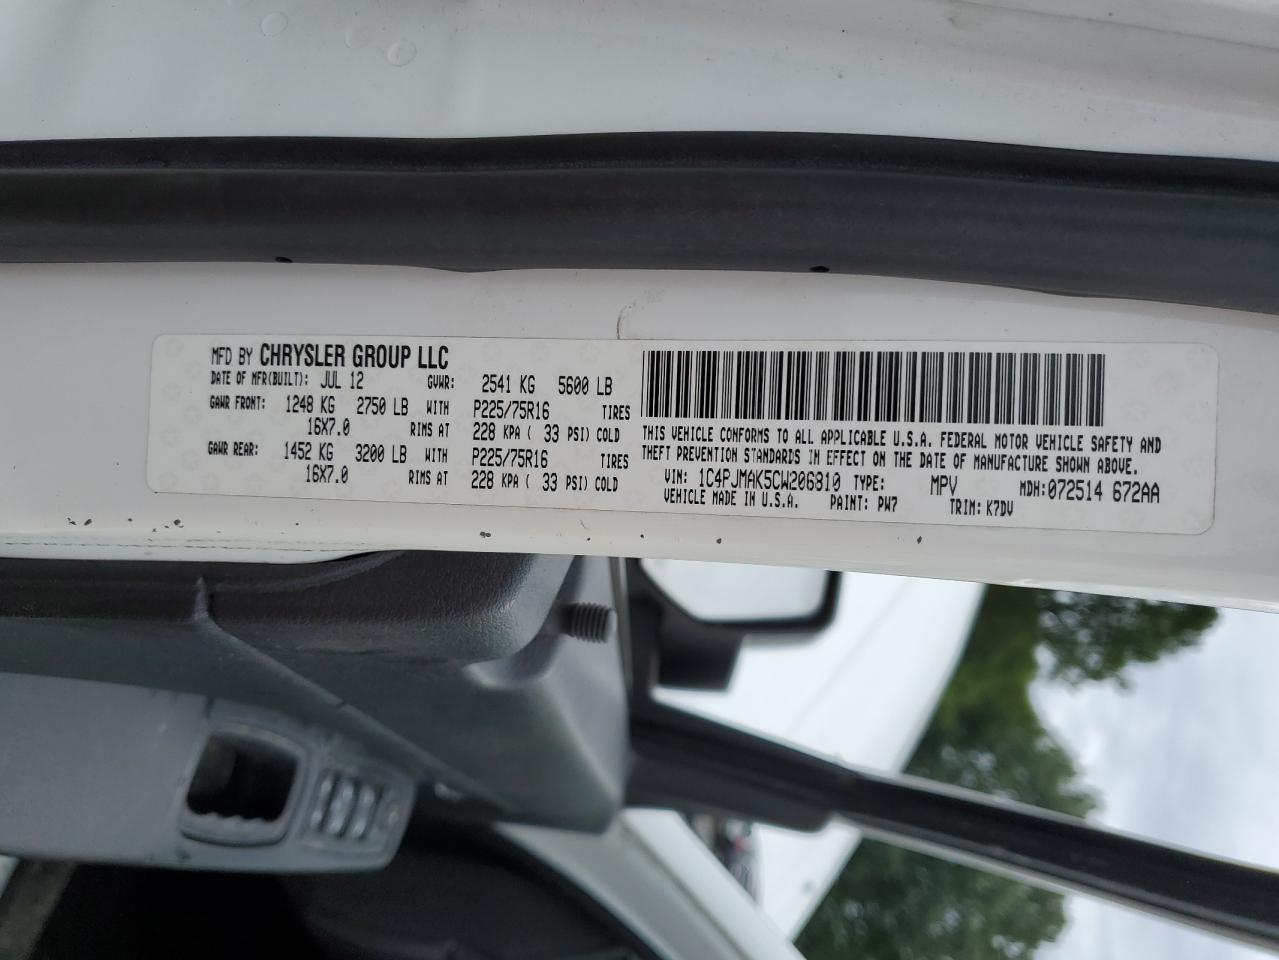 MFD BY CHRYSLER GROUP LLC
DATE OF MFR(BUILT): JUL 12 GVWR: 2541 KG 5600 LB
GAWR FRONT: 1248 KG 2750 LB WITH P225/75R16 TIRES
16X7.0 RIMS AT 228 KPA ( 33 PSI) COLD
GAWR REAR: 1452 KG 3200 LB WITH P225/75R16 TIRES
16X7.0 RIMS AT 228 KPA ( 33 PSI) COLD
THIS VEHICLE CONFORMS TO ALL APPLICABLE U.S.A. FEDERAL MOTOR VEHICLE SAFETY AND
THEFT PREVENTION STANDARDS IN EFFECT ON THE DATE OF MANUFACTURE SHOWN ABOVE.
VIN: 1C4PJMAK5CW206310 TYPE: MPV MDH:072514 672AA
VEHICLE MADE IN U.S.A. PAINT: PW7 TRIM: K7DV